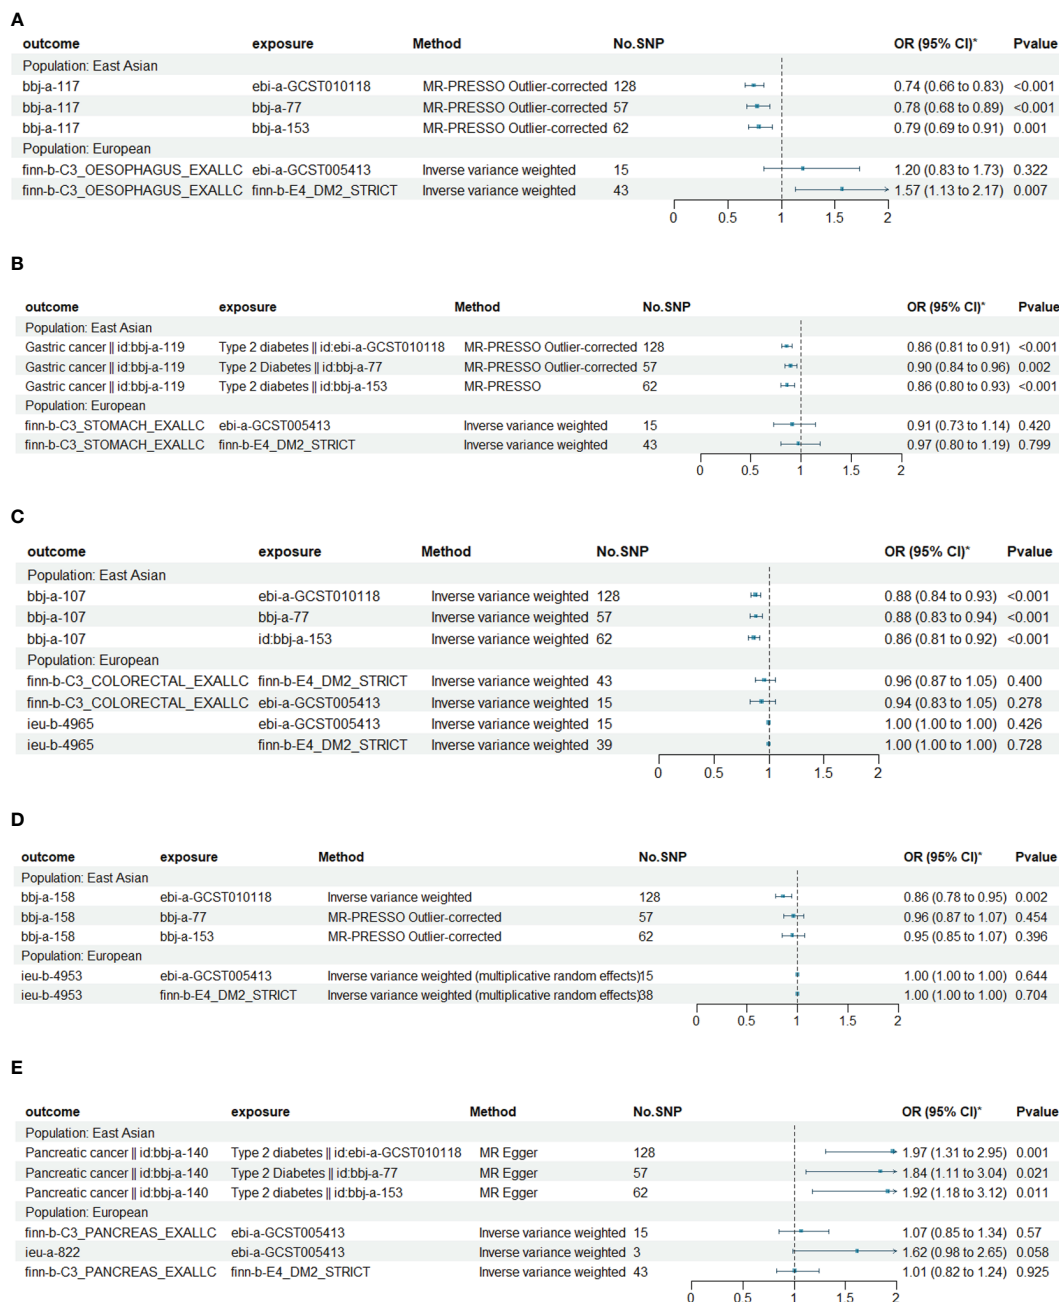 A
outcome exposure Method No.SNP OR (95% CI)* Pvalue
Population: East Asian
bbj-a-117 ebi-a-GCST010118 MR-PRESSO Outlier-corrected 128 0.74 (0.66 to 0.83) <0.001
bbj-a-117 bbj-a-77 MR-PRESSO Outlier-corrected 57 0.78 (0.68 to 0.89) <0.001
bbj-a-117 bbj-a-153 MR-PRESSO Outlier-corrected 62 0.79 (0.69 to 0.91) 0.001
Population: European
finn-b-C3_OESOPHAGUS_EXALLC ebi-a-GCST005413 Inverse variance weighted 15 1.20 (0.83 to 1.73) 0.322
finn-b-C3_OESOPHAGUS_EXALLC finn-b-E4_DM2_STRICT Inverse variance weighted 43 1.57 (1.13 to 2.17) 0.007
0 0.5 1 1.5 2
B
outcome exposure Method No.SNP OR (95% CI)* Pvalue
Population: East Asian
Gastric cancer || id:bbj-a-119 Type 2 diabetes || id:ebi-a-GCST010118 MR-PRESSO Outlier-corrected 128 0.86 (0.81 to 0.91) <0.001
Gastric cancer || id:bbj-a-119 Type 2 Diabetes || id:bbj-a-77 MR-PRESSO Outlier-corrected 57 0.90 (0.84 to 0.96) 0.002
Gastric cancer || id:bbj-a-119 Type 2 diabetes || id:bbj-a-153 MR-PRESSO 62 0.86 (0.80 to 0.93) <0.001
Population: European
finn-b-C3_STOMACH_EXALLC ebi-a-GCST005413 Inverse variance weighted 15 0.91 (0.73 to 1.14) 0.420
finn-b-C3_STOMACH_EXALLC finn-b-E4_DM2_STRICT Inverse variance weighted 43 0.97 (0.80 to 1.19) 0.799
0 0.5 1 1.5 2
C
outcome exposure Method No.SNP OR (95% CI)* Pvalue
Population: East Asian
bbj-a-107 ebi-a-GCST010118 Inverse variance weighted 128 0.88 (0.84 to 0.93) <0.001
bbj-a-107 bbj-a-77 Inverse variance weighted 57 0.88 (0.83 to 0.94) <0.001
bbj-a-107 id:bbj-a-153 Inverse variance weighted 62 0.86 (0.81 to 0.92) <0.001
Population: European
finn-b-C3_COLORECTAL_EXALLC finn-b-E4_DM2_STRICT Inverse variance weighted 43 0.96 (0.87 to 1.05) 0.400
finn-b-C3_COLORECTAL_EXALLC ebi-a-GCST005413 Inverse variance weighted 15 0.94 (0.83 to 1.05) 0.278
ieu-b-4965 ebi-a-GCST005413 Inverse variance weighted 15 1.00 (1.00 to 1.00) 0.426
ieu-b-4965 finn-b-E4_DM2_STRICT Inverse variance weighted 39 1.00 (1.00 to 1.00) 0.728
0 0.5 1 1.5 2
D
outcome exposure Method No.SNP OR (95% CI)* Pvalue
Population: East Asian
bbj-a-158 ebi-a-GCST010118 Inverse variance weighted 128 0.86 (0.78 to 0.95) 0.002
bbj-a-158 bbj-a-77 MR-PRESSO Outlier-corrected 57 0.96 (0.87 to 1.07) 0.454
bbj-a-158 bbj-a-153 MR-PRESSO Outlier-corrected 62 0.95 (0.85 to 1.07) 0.396
Population: European
ieu-b-4953 ebi-a-GCST005413 Inverse variance weighted (multiplicative random effects) 15 1.00 (1.00 to 1.00) 0.644
ieu-b-4953 finn-b-E4_DM2_STRICT Inverse variance weighted (multiplicative random effects) 38 1.00 (1.00 to 1.00) 0.704
0 0.5 1 1.5 2
E
outcome exposure Method No.SNP OR (95% CI)* Pvalue
Population: East Asian
Pancreatic cancer || id:bbj-a-140 Type 2 diabetes || id:ebi-a-GCST010118 MR Egger 128 1.97 (1.31 to 2.95) 0.001
Pancreatic cancer || id:bbj-a-140 Type 2 Diabetes || id:bbj-a-77 MR Egger 57 1.84 (1.11 to 3.04) 0.021
Pancreatic cancer || id:bbj-a-140 Type 2 diabetes || id:bbj-a-153 MR Egger 62 1.92 (1.18 to 3.12) 0.011
Population: European
finn-b-C3_PANCREAS_EXALLC ebi-a-GCST005413 Inverse variance weighted 15 1.07 (0.85 to 1.34) 0.57
ieu-a-822 ebi-a-GCST005413 Inverse variance weighted 3 1.62 (0.98 to 2.65) 0.058
finn-b-C3_PANCREAS_EXALLC finn-b-E4_DM2_STRICT Inverse variance weighted 43 1.01 (0.82 to 1.24) 0.925
0 0.5 1 1.5 2